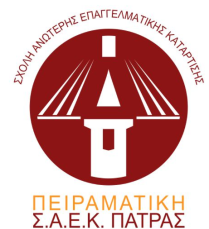 ΣΧΟΛΗ ΑΝΩΤΕΡΗΣ ΕΠΑΓΓΕΛΜΑΤΙΚΗΣ ΚΑΤΑΡΤΙΣΗΣ
ΠΕΙΡΑΜΑΤΙΚΗ
Σ.Α.Ε.Κ. ΠΑΤΡΑΣ